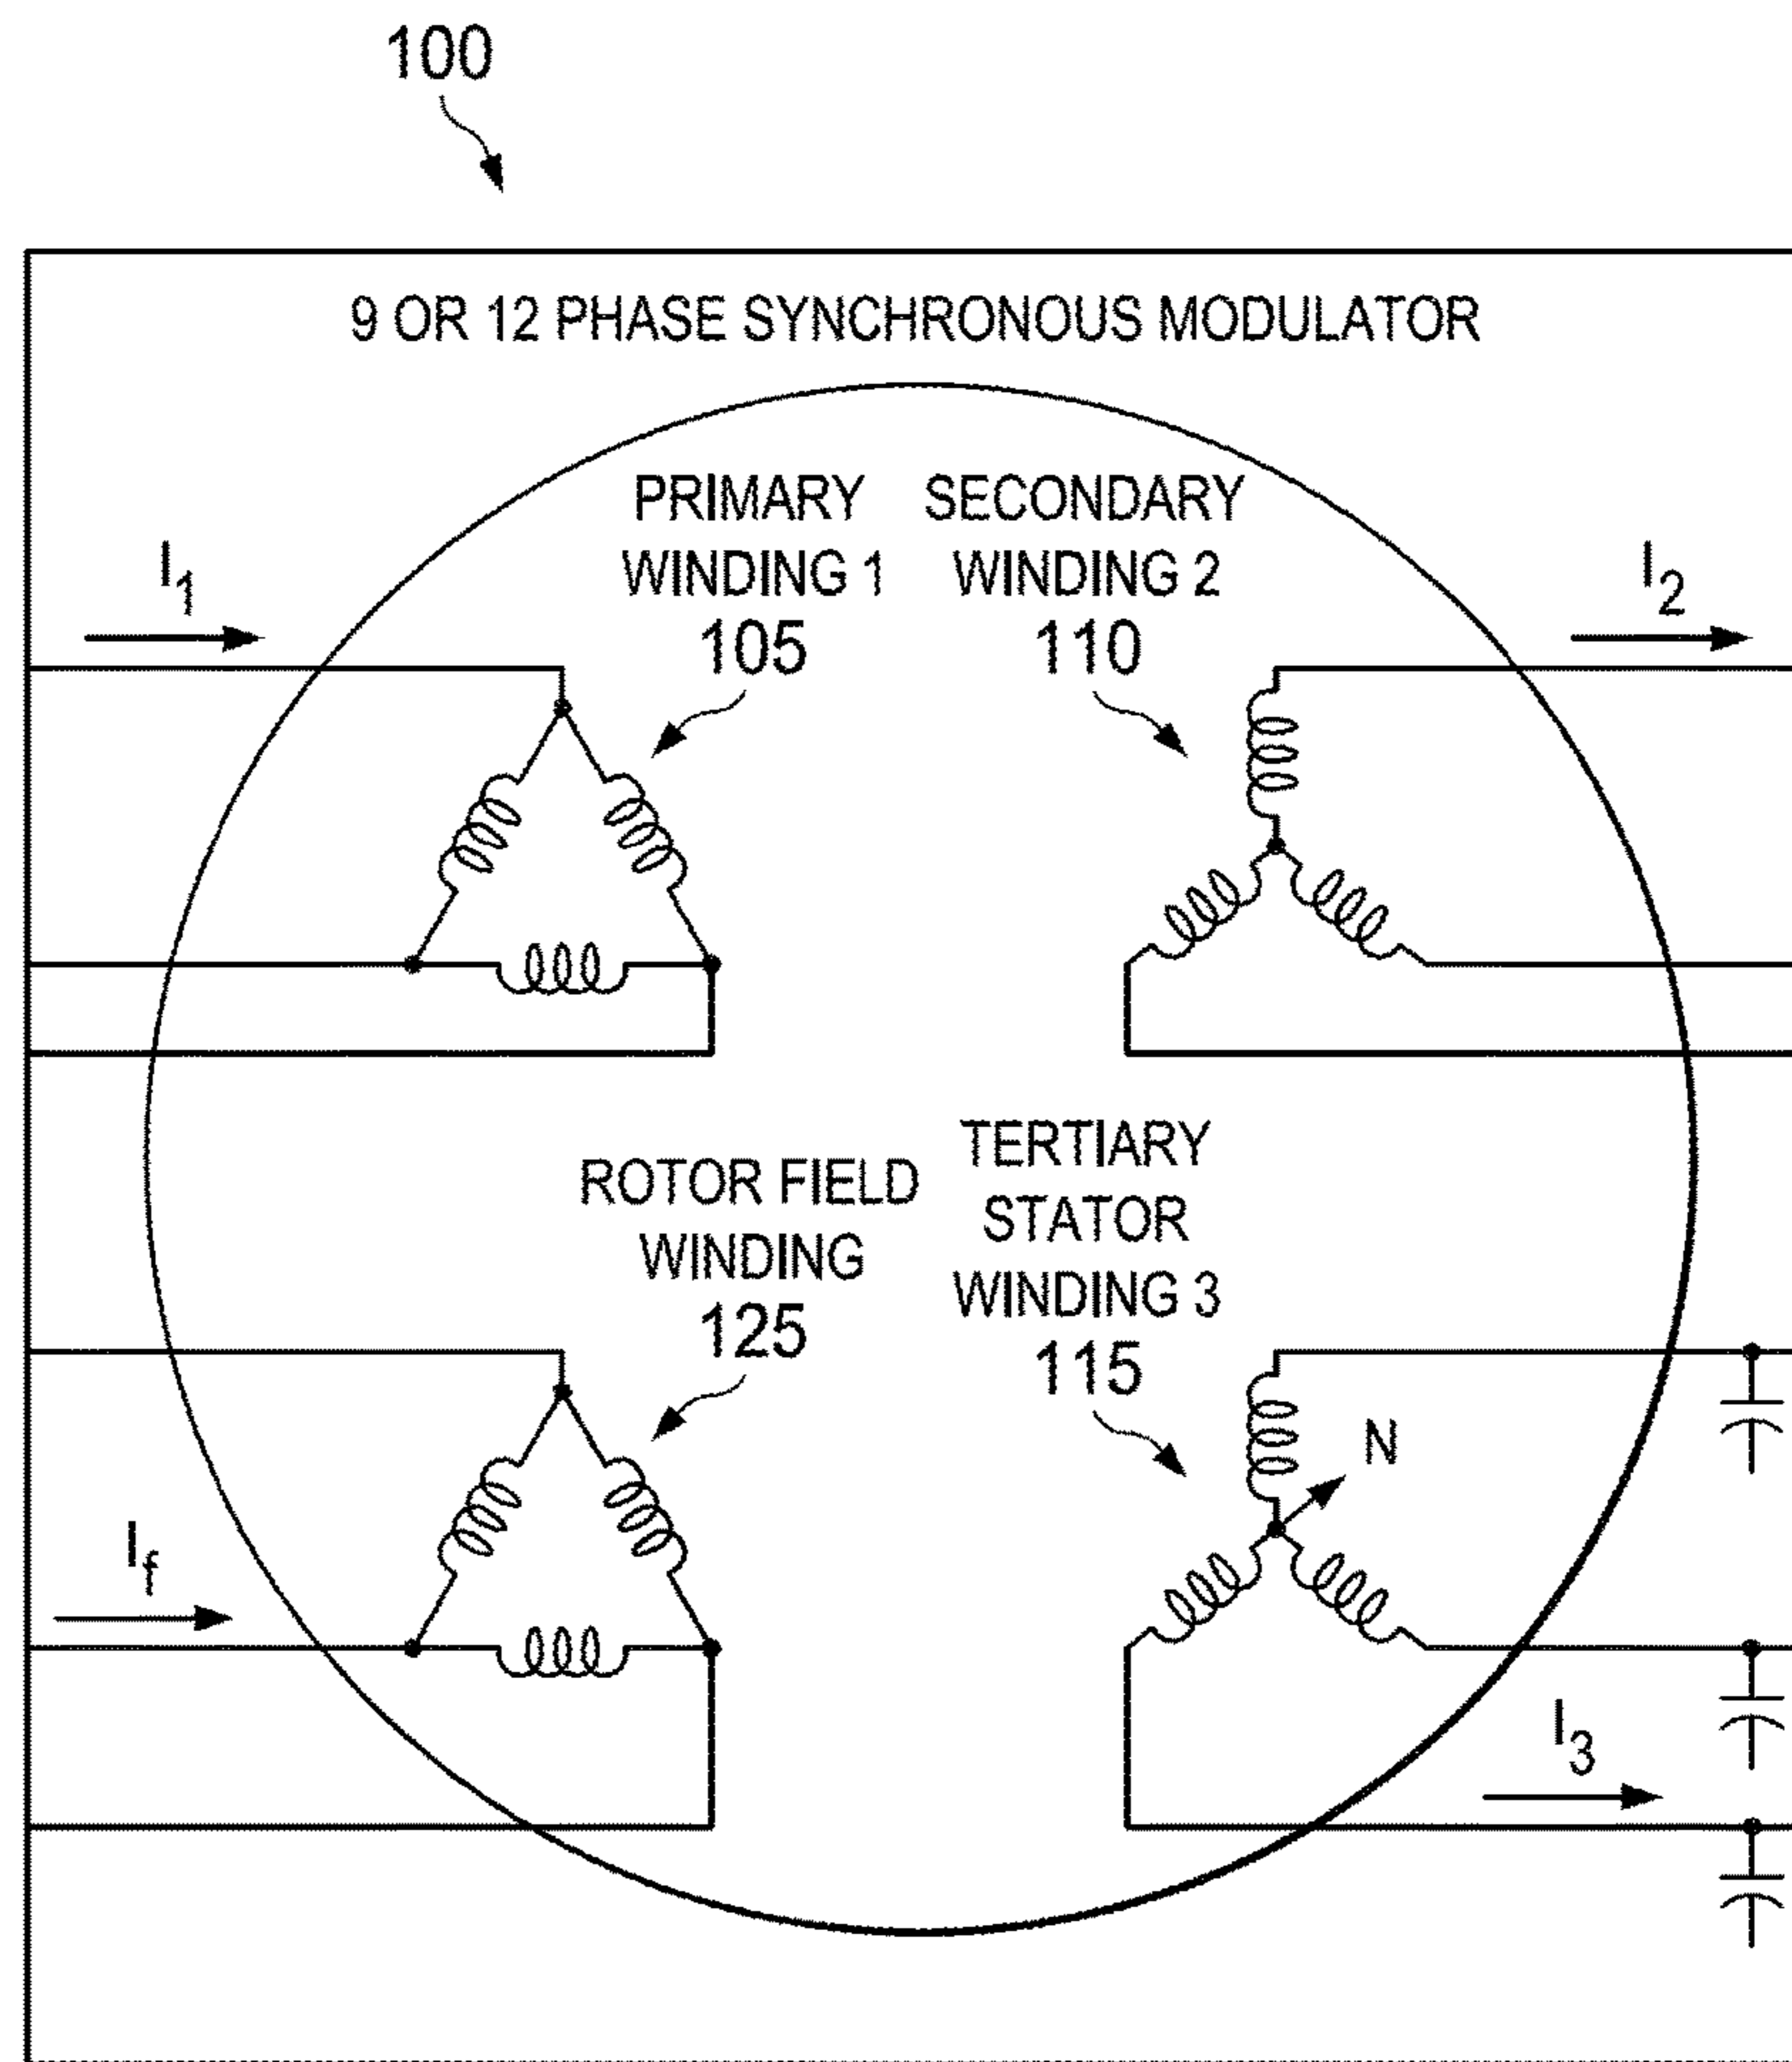 100
9 OR 12 PHASE SYNCHRONOUS MODULATOR
PRIMARY
WINDING 1
105
SECONDARY
WINDING 2
110
I1
I2
ROTOR FIELD
WINDING
125
TERTIARY
STATOR
WINDING 3
115
N
If
I3